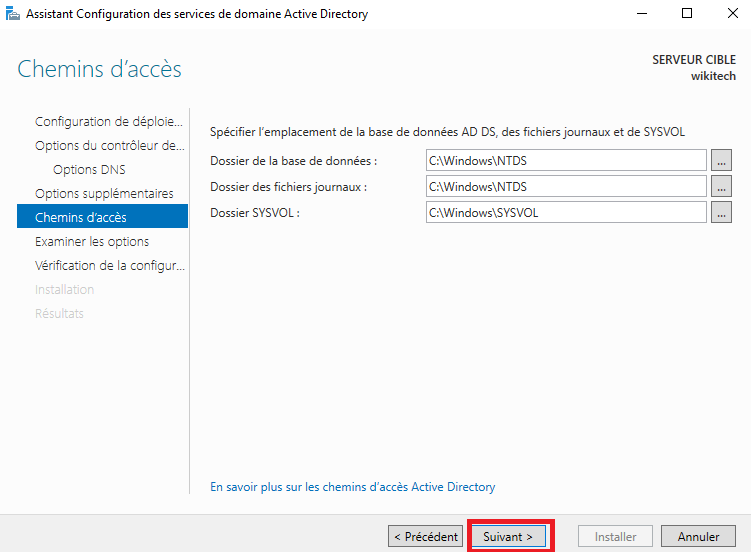 Assistant Configuration des services de domaine Active Directory
Chemins d’accès
SERVEUR CIBLE
wikitech
Configuration de déploie...
Options du contrôleur de...
Options DNS
Options supplémentaires
Chemins d’accès
Examiner les options
Vérification de la configur...
Installation
Résultats
Spécifier l’emplacement de la base de données AD DS, des fichiers journaux et de SYSVOL
Dossier de la base de données : C:\Windows\NTDS ...
Dossier des fichiers journaux : C:\Windows\NTDS ...
Dossier SYSVOL : C:\Windows\SYSVOL ...
En savoir plus sur les chemins d’accès Active Directory
< Précédent Suivant > Installer Annuler